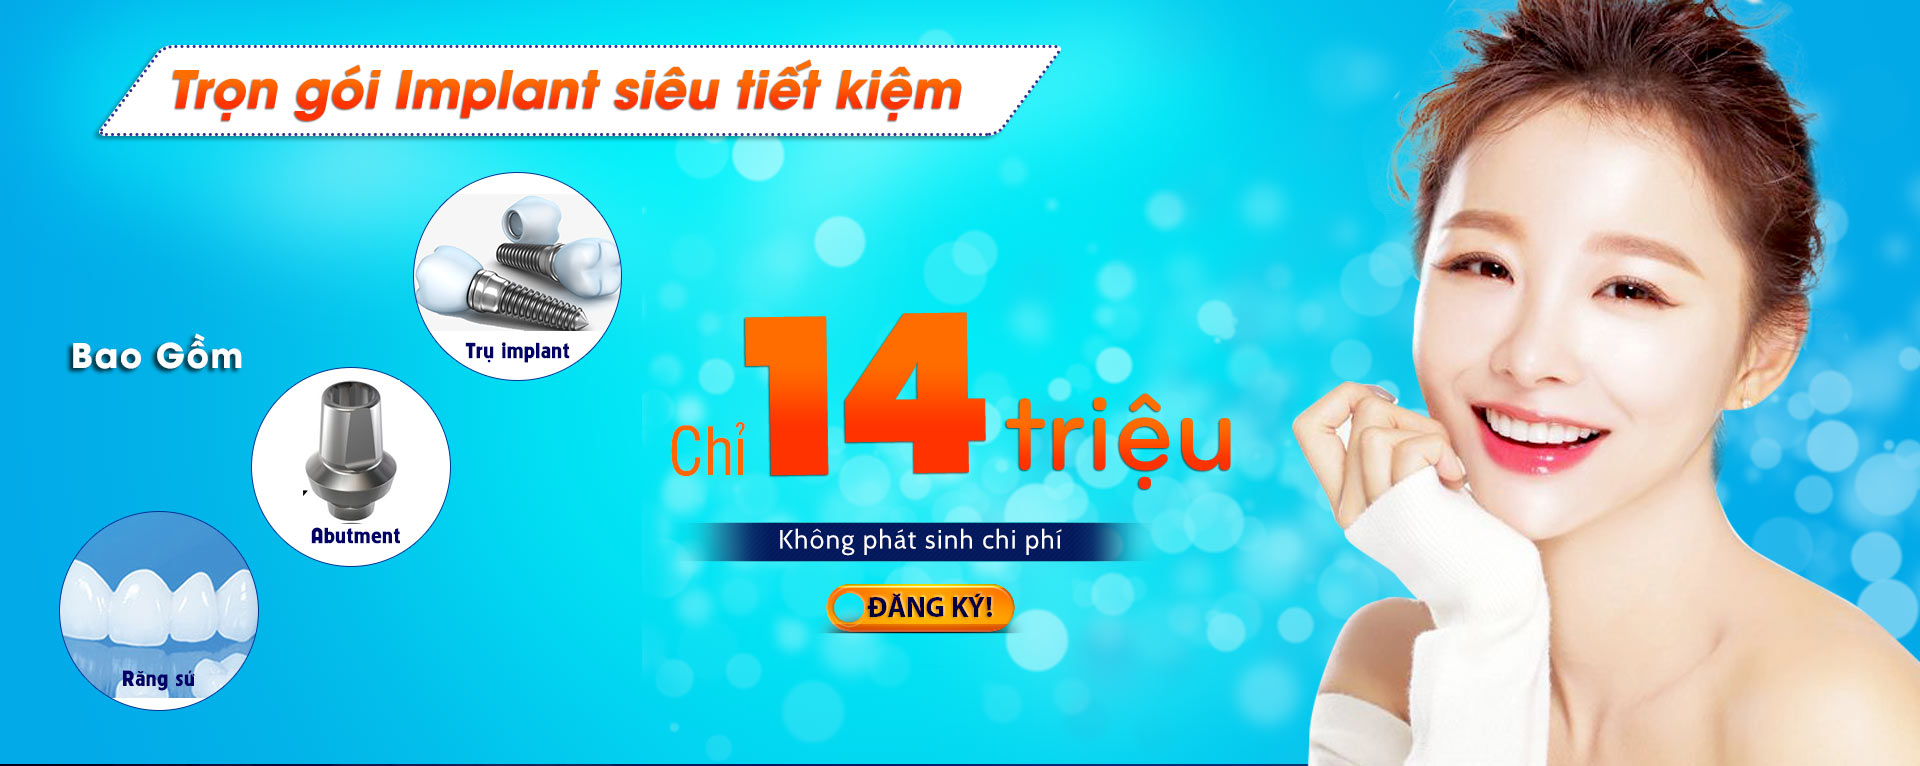 Trọn gói Implant siêu tiết kiệm
Trụ implant
Bao Gồm
Abutment
Răng sứ
Chỉ 14 triệu
Không phát sinh chi phí
ĐĂNG KÝ!